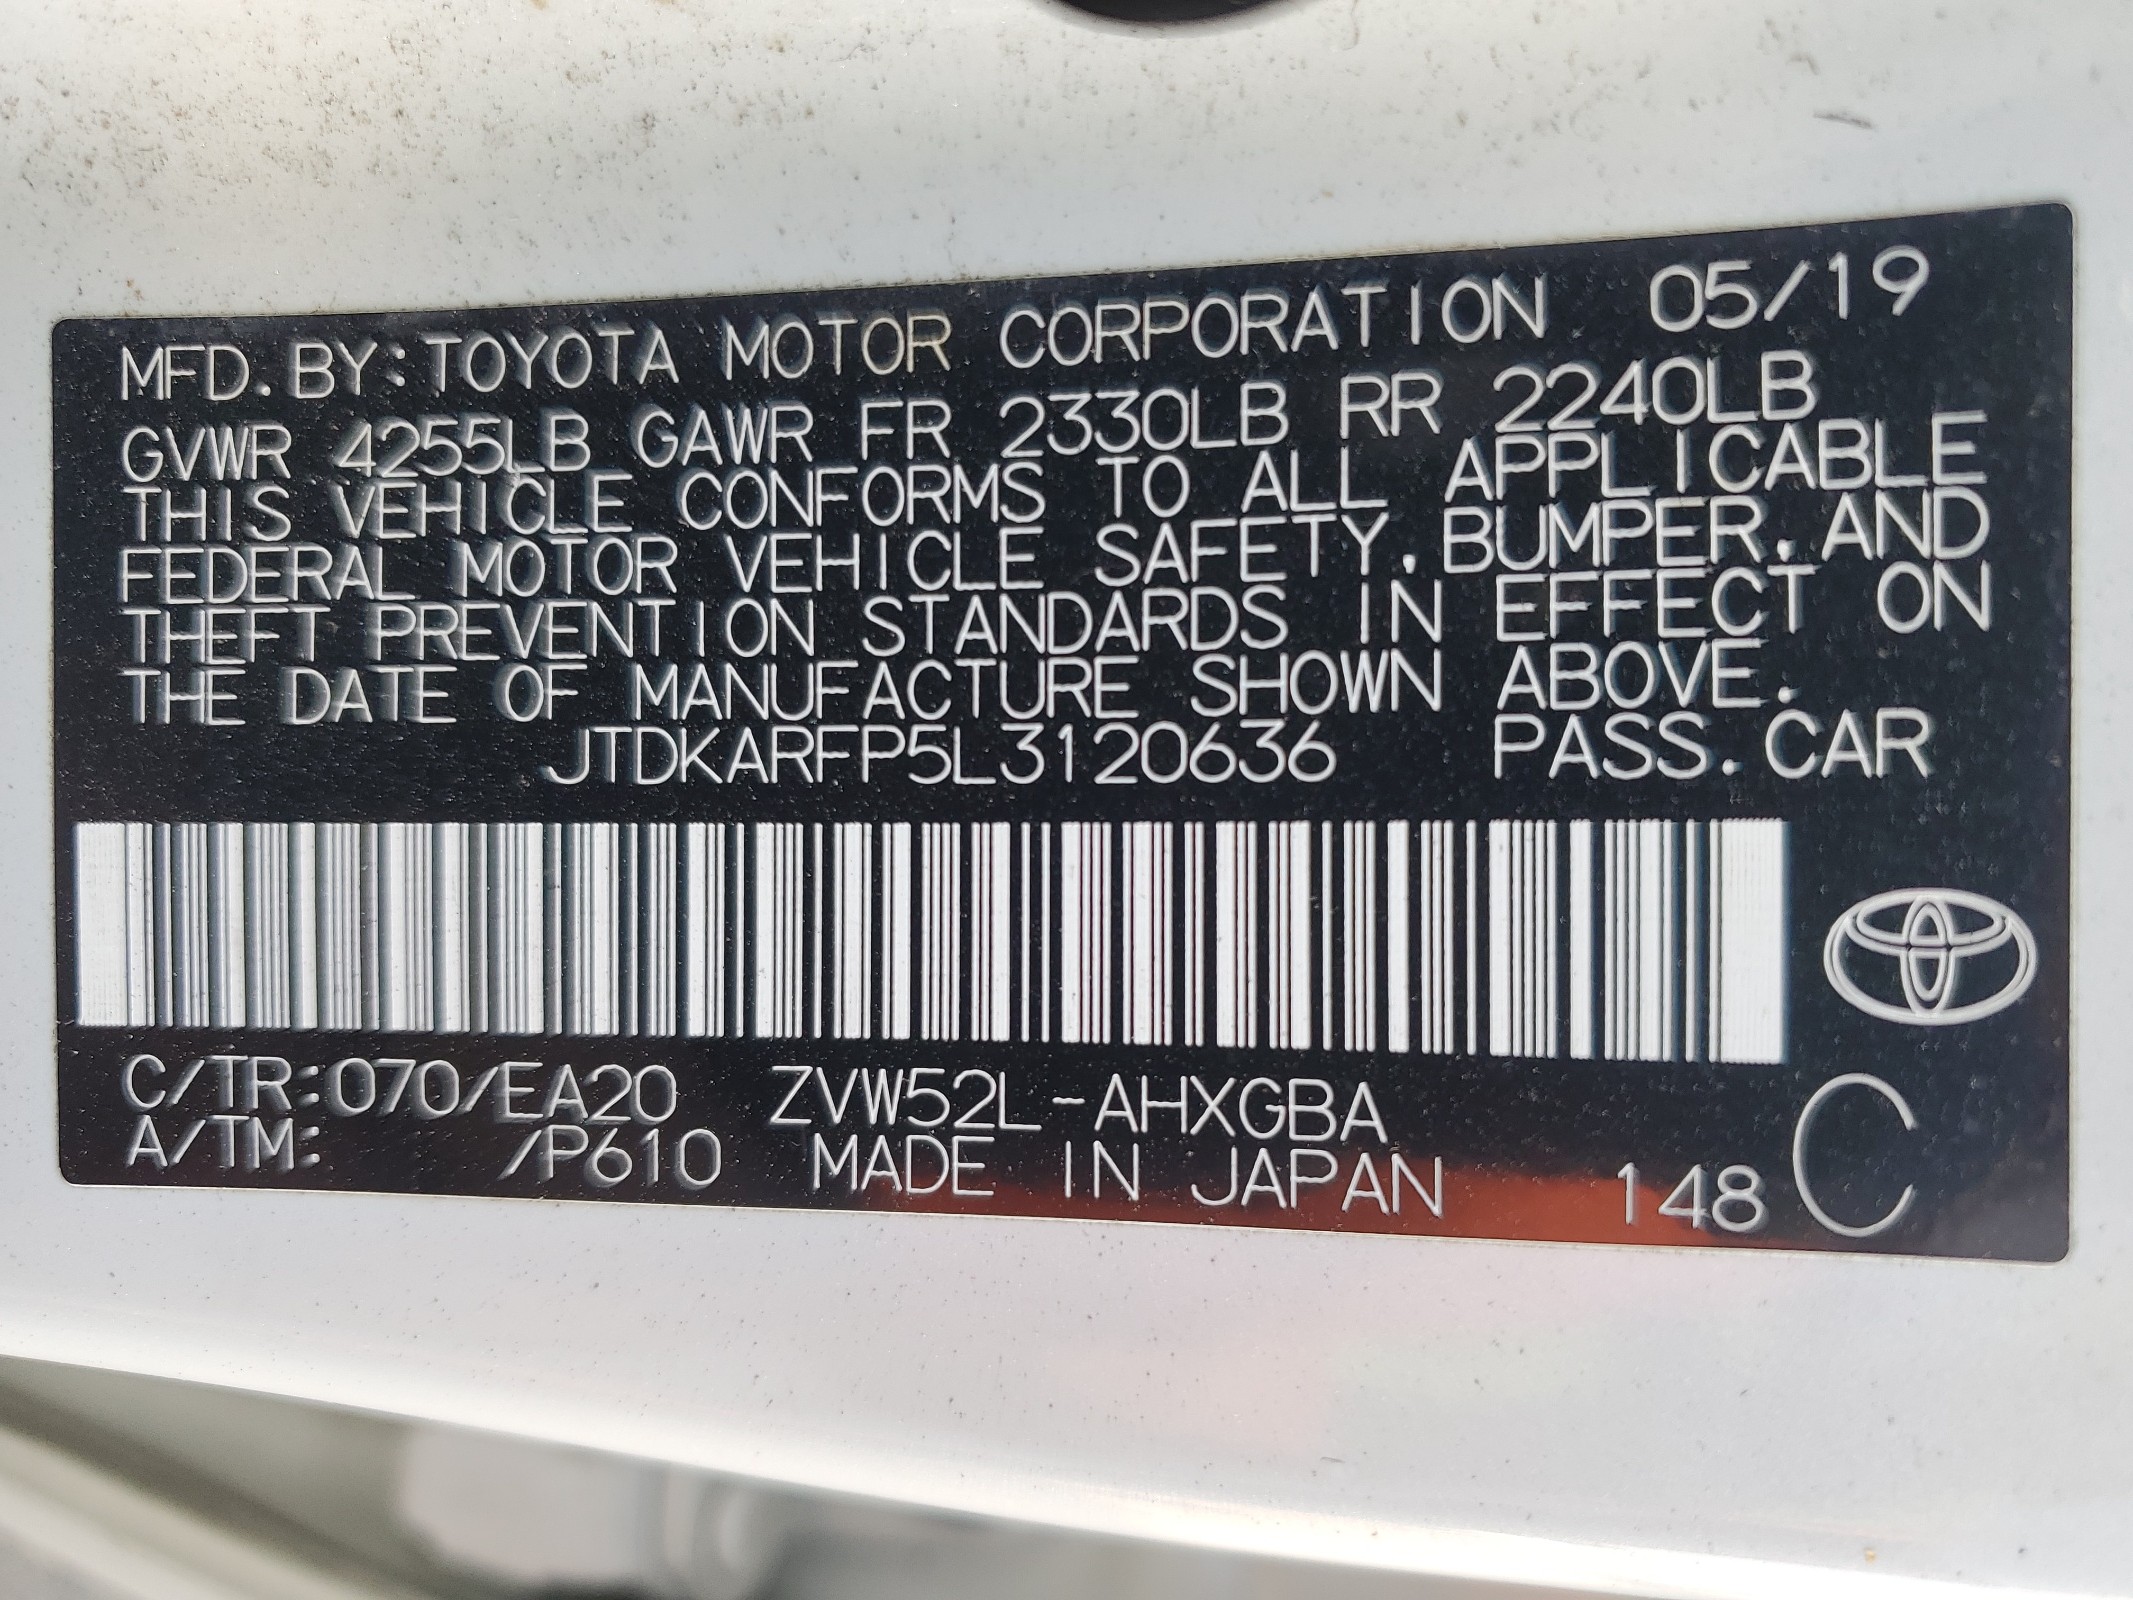 MFD. BY: TOYOTA MOTOR CORPORATION 05/19
GVWR 4255LB GAWR FR 2330LB RR 2240LB
THIS VEHICLE CONFORMS TO ALL APPLICABLE
FEDERAL MOTOR VEHICLE SAFETY, BUMPER, AND
THEFT PREVENTION STANDARDS IN EFFECT ON
THE DATE OF MANUFACTURE SHOWN ABOVE.
JTDKARFP5L3120636 PASS. CAR
C/TR:070/EA20 ZVW52L-AHXGBA
A/TM: /P610 MADE IN JAPAN 148 C